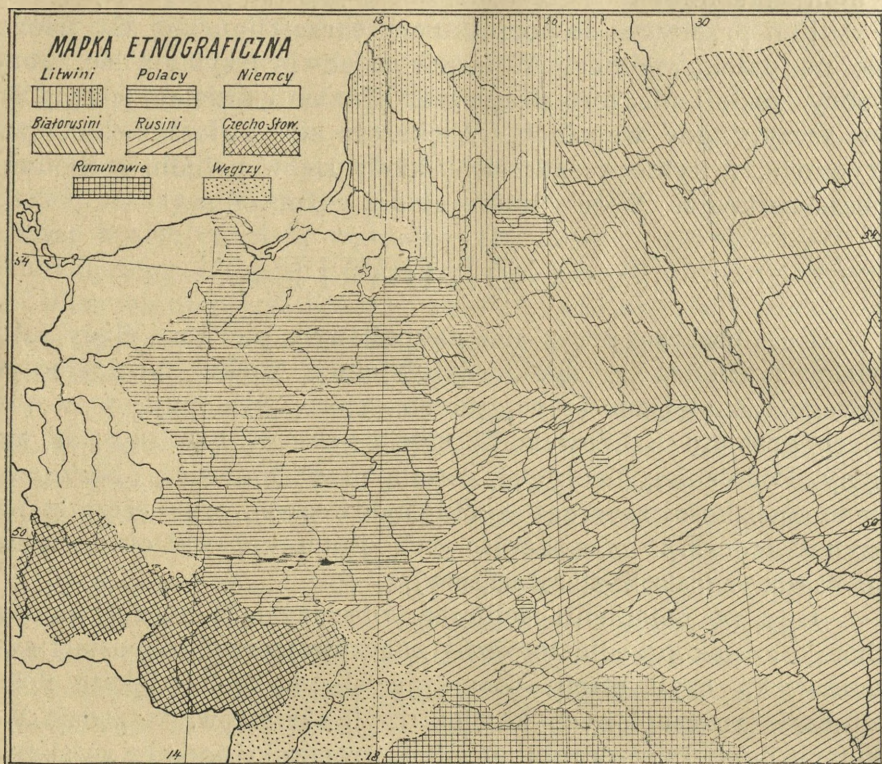 MAPKA ETNOGRAFICZNA
Litwini Polacy Niemcy
Białorusini Rusini Czecho-Słow.
Rumunowie Węgrzy.
18 26 30
54 54
50 50
14 18